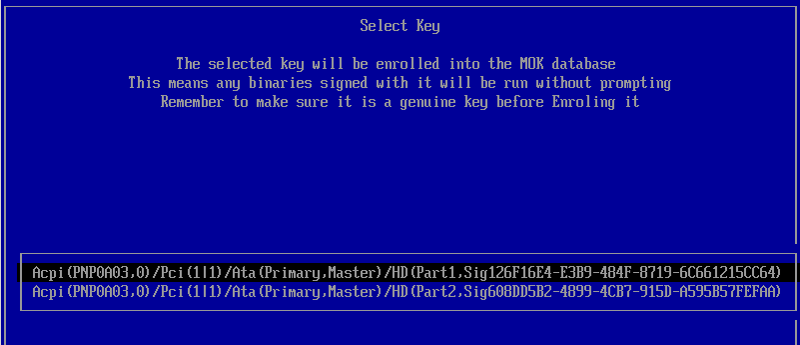 Select Key
The selected key will be enrolled into the MOK database
This means any binaries signed with it will be run without prompting
Remember to make sure it is a genuine key before Enroling it
Acpi(PNP0A03,0)/Pci(1|1)/Ata(Primary,Master)/HD(Part1,Sig126F16E4-E3B9-484F-8719-6C661215CC64)
Acpi(PNP0A03,0)/Pci(1|1)/Ata(Primary,Master)/HD(Part2,Sig608DD5B2-4899-4CB7-915D-A595B57FEFAA)